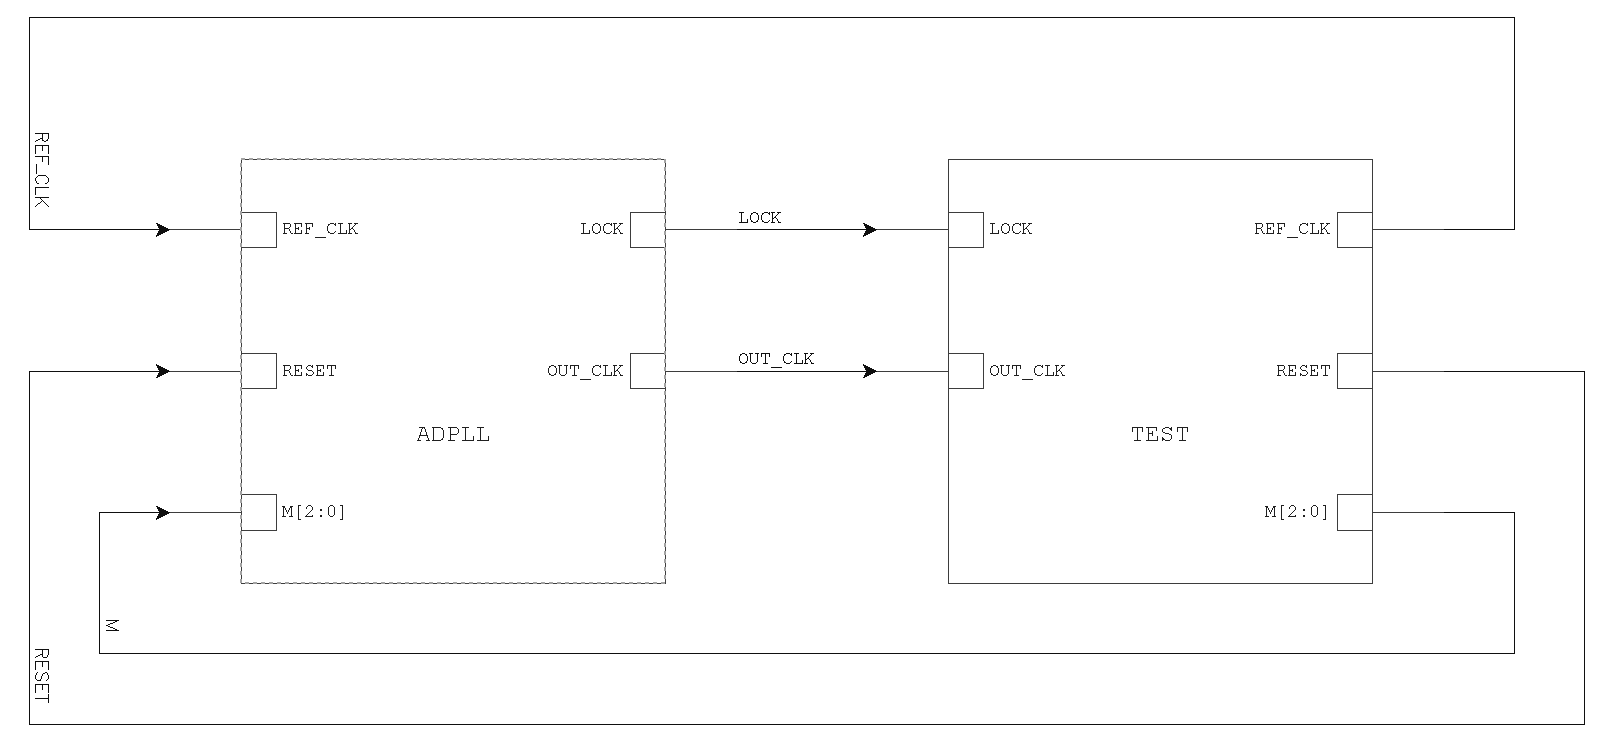 REF_CLK
REF_CLK
LOCK
LOCK
LOCK
REF_CLK
RESET
OUT_CLK
OUT_CLK
OUT_CLK
RESET
ADPLL
TEST
M[2:0]
M[2:0]
M
RESET